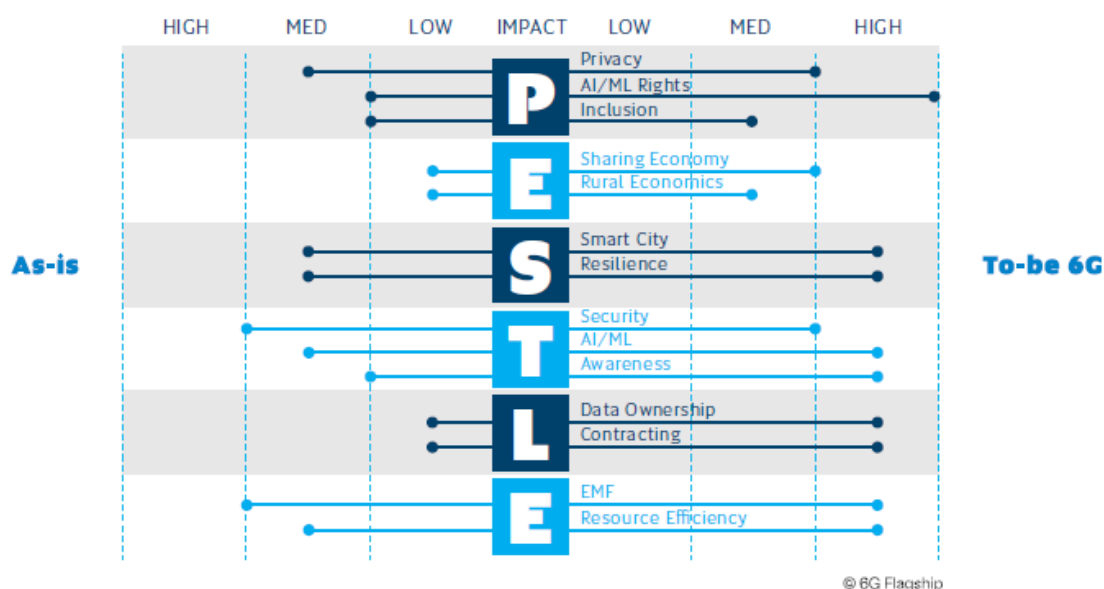 HIGH MED LOW IMPACT LOW MED HIGH
Privacy
AI/ML Rights
P
Inclusion
Sharing Economy
E
Rural Economics
Smart City
As-is
S
To-be 6G
Resilience
Security
AI/ML
T
Awareness
Data Ownership
L
Contracting
EMF
E
Resource Efficiency
© 6G Flagship